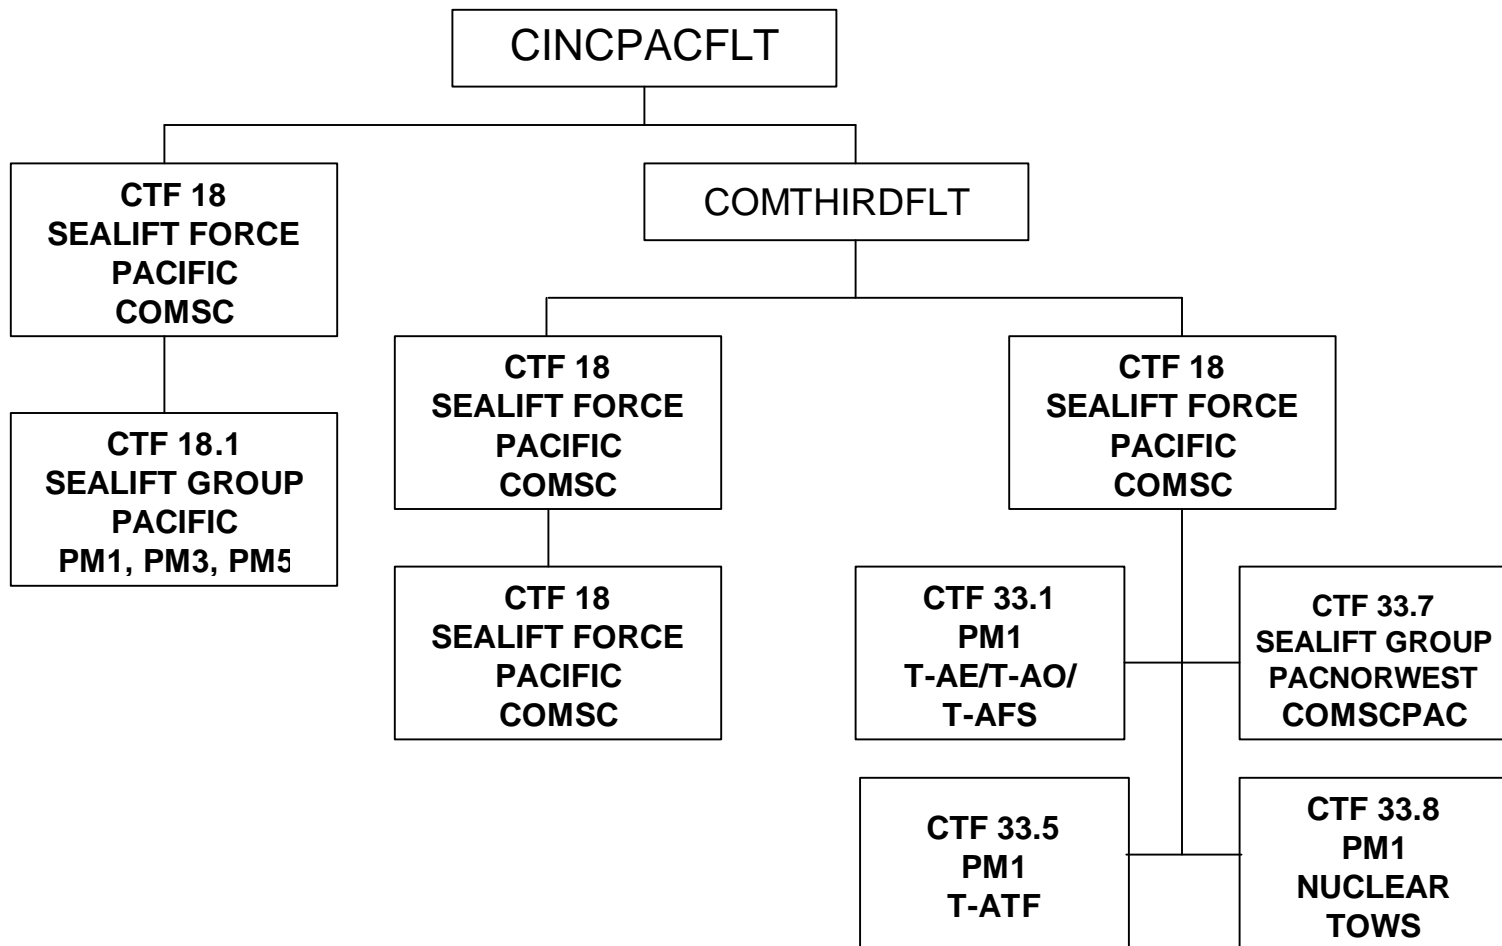 CINCPACFLT
CTF 18
SEALIFT FORCE
PACIFIC
COMSC
COMTHIRDFLT
CTF 18.1
SEALIFT GROUP
PACIFIC
PM1, PM3, PM5
CTF 18
SEALIFT FORCE
PACIFIC
COMSC
CTF 18
SEALIFT FORCE
PACIFIC
COMSC
CTF 18
SEALIFT FORCE
PACIFIC
COMSC
CTF 33.1
PM1
T-AE/T-AO/
T-AFS
CTF 33.7
SEALIFT GROUP
PACNORWEST
COMSCPAC
CTF 33.5
PM1
T-ATF
CTF 33.8
PM1
NUCLEAR
TOWS